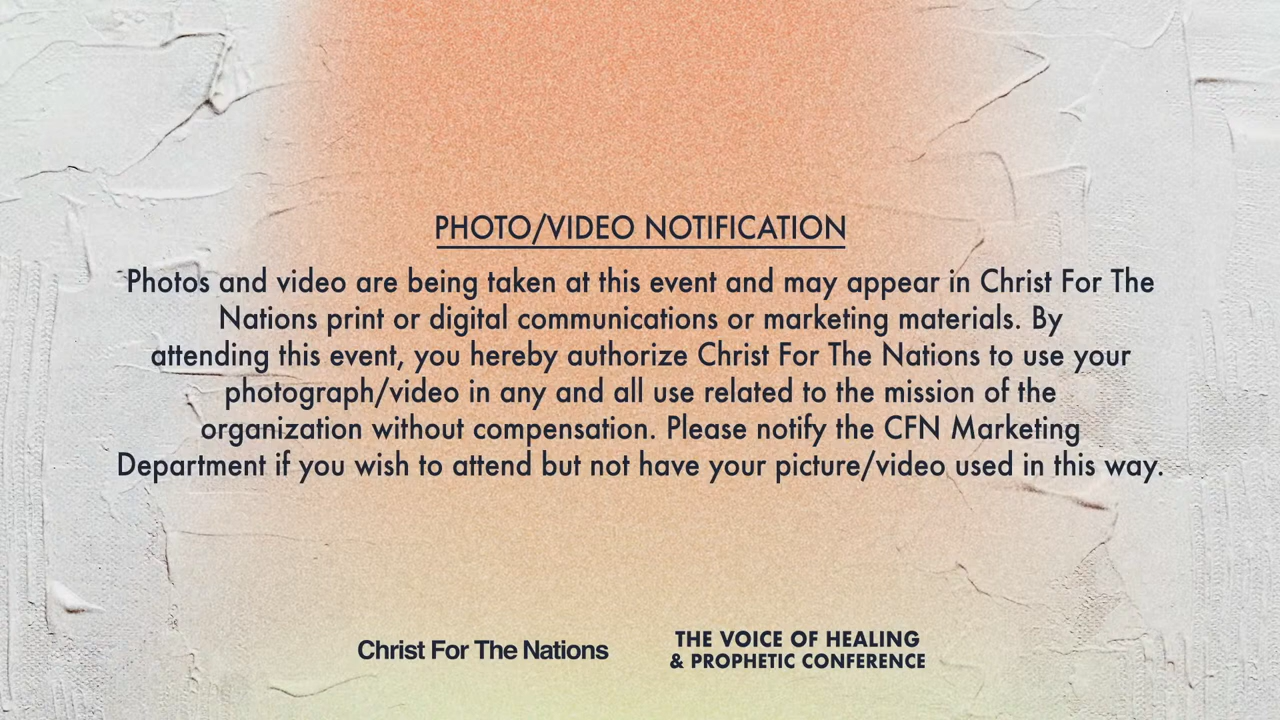 PHOTO/VIDEO NOTIFICATION
Photos and video are being taken at this event and may appear in Christ For The
Nations print or digital communications or marketing materials. By
attending this event, you hereby authorize Christ For The Nations to use your
photograph/video in any and all use related to the mission of the
organization without compensation. Please notify the CFN Marketing
Department if you wish to attend but not have your picture/video used in this way.
Christ For The Nations
THE VOICE OF HEALING
& PROPHETIC CONFERENCE